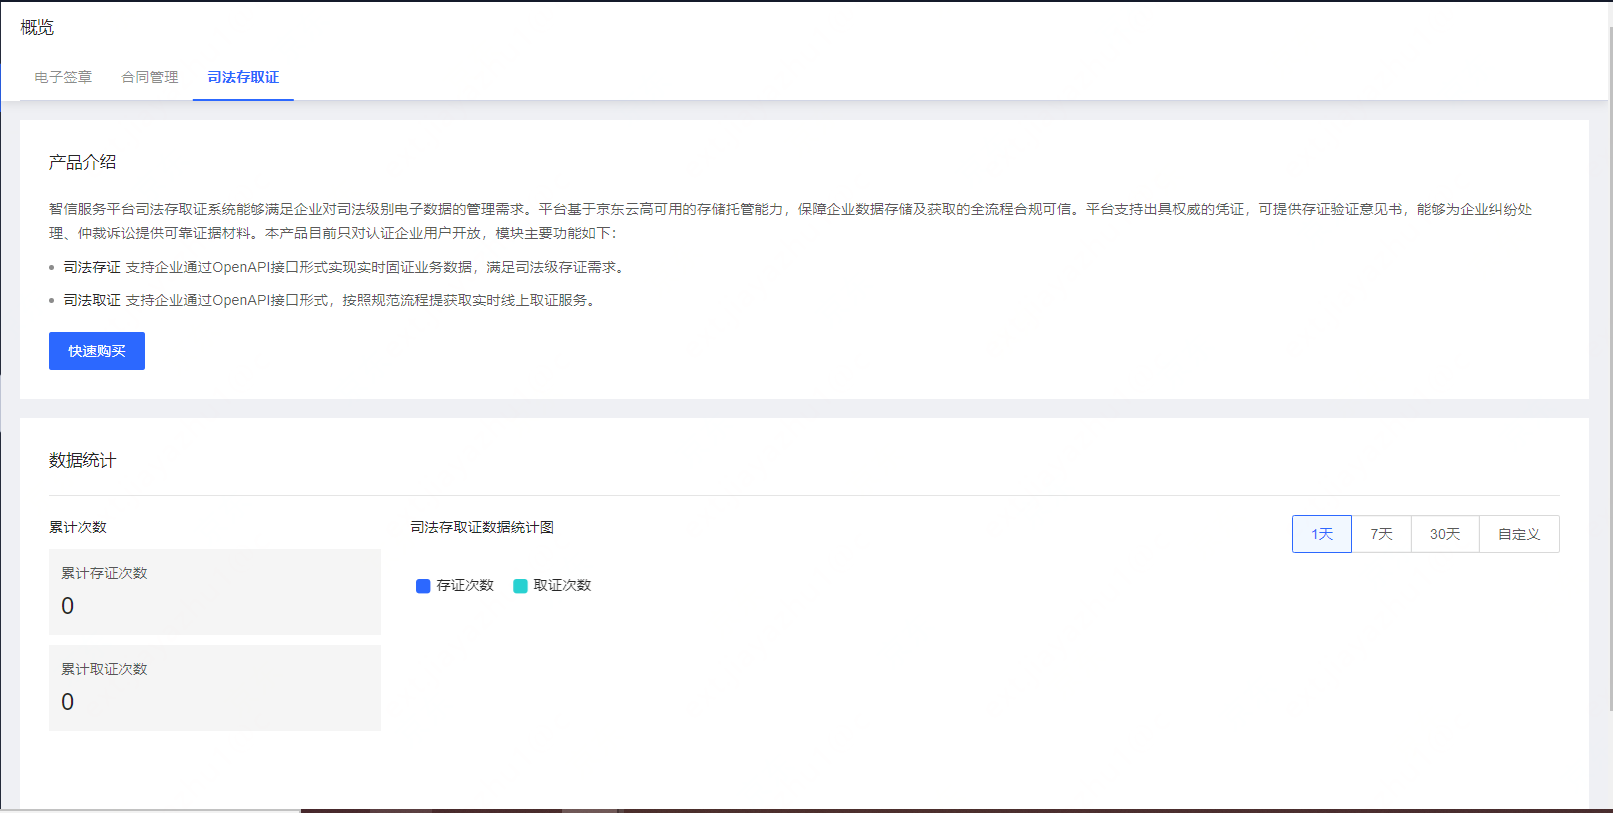 概览
电子签章 合同管理 司法存取证
产品介绍
智信服务平台司法存取证系统能够满足企业对司法级别电子数据的管理需求。平台基于京东云高可用的存储托管能力，保障企业数据存储及获取的全流程合规可信。平台支持出具权威的凭证，可提供存证验证意见书，能够为企业纠纷处
理、仲裁诉讼提供可靠证据材料。本产品目前只对认证企业用户开放，模块主要功能如下：
司法存证 支持企业通过OpenAPI接口形式实现实时固证业务数据，满足司法级存证需求。
司法取证 支持企业通过OpenAPI接口形式，按照规范流程提获取实时线上取证服务。
快速购买
数据统计
累计次数
累计存证次数
0
累计取证次数
0
司法存取证数据统计图
1天 7天 30天 自定义
存证次数 取证次数